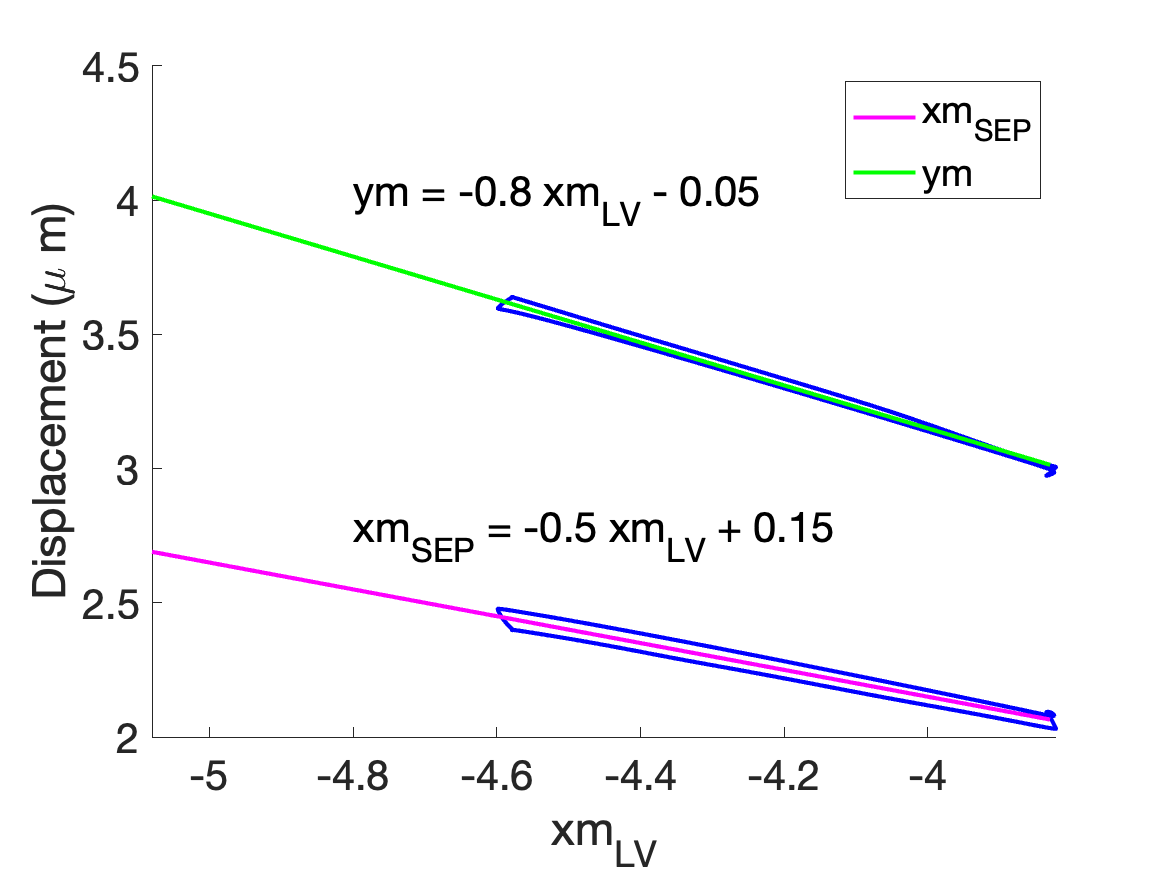 4.5
4
3.5
3
2.5
2
Displacement (μ m)
xm_SEP
ym
ym = -0.8 xm_LV - 0.05
xm_SEP = -0.5 xm_LV + 0.15
-5 -4.8 -4.6 -4.4 -4.2 -4
xm_LV